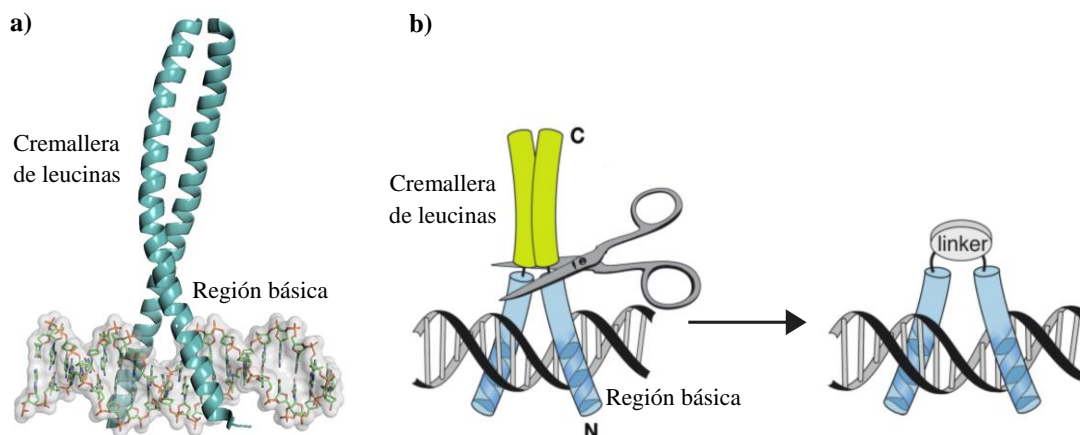 a)
Cremallera
de leucinas
Región básica
b)
C
Cremallera
de leucinas
Región básica
N
linker